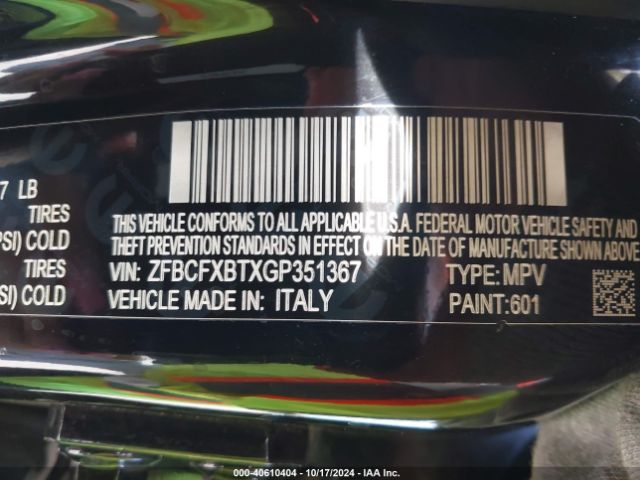 7 LB
TIRES
PSI) COLD
TIRES
SI) COLD
THIS VEHICLE CONFORMS TO ALL APPLICABLE U.S.A. FEDERAL MOTOR VEHICLE SAFETY AND
THEFT PREVENTION STANDARDS IN EFFECT ON THE DATE OF MANUFACTURE SHOWN ABOVE.
VIN: ZFBCFXBTXGP351367 TYPE: MPV
VEHICLE MADE IN: ITALY PAINT:601
000-40610404 | 10/17/2024 | IAA Inc.